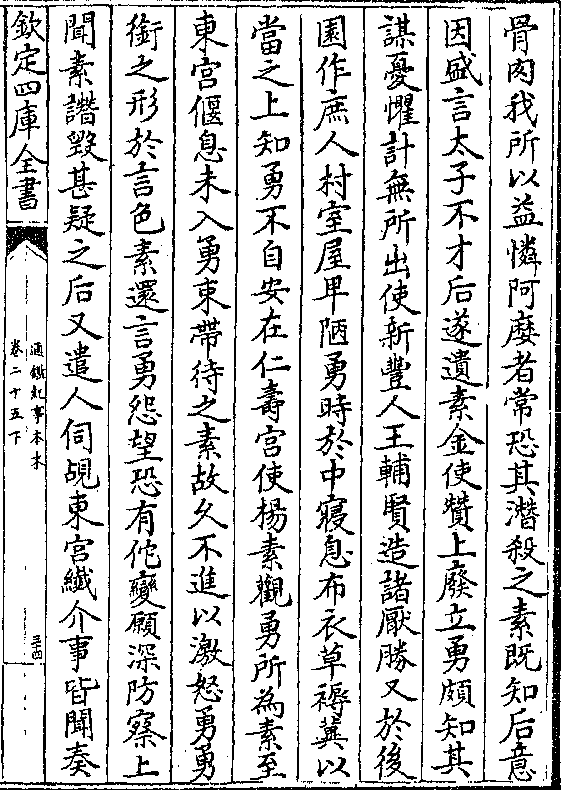 骨肉我所以益憐阿㜷者常恐其潛殺之素既知后意
因盛言太子不才后遂遺素金使贊上廢立勇頗知其
謀憂懼計無所出使新豐人王輔賢造諸厭勝又於後
園作庶人村室屋卑陋勇時於中寢息布衣草褥冀以
當之上知勇不自安在仁壽宮使楊素觀勇所為素至
東宮偃息未入勇束帶待之素故久不進以激怒勇勇
銜之形於言色素還言勇怨望恐有佗變願深防察上
聞素譖毀甚疑之后又遣人伺覘東宮纖介事皆聞奏
欽定四庫全書
通鑑紀事本末
卷二十五下
三四